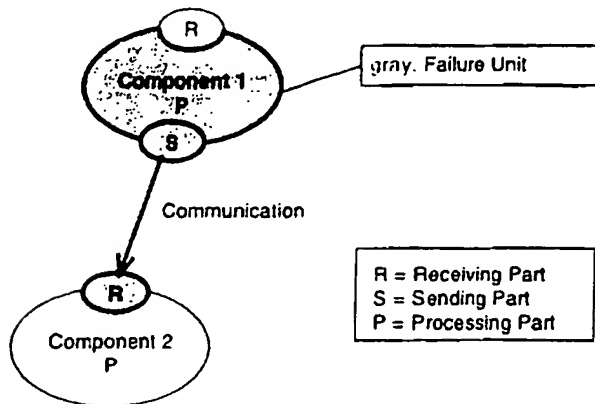 R
Component 1
P
S
gray. Failure Unit
Communication
R
Component 2
P
R = Receiving Part
S = Sending Part
P = Processing Part